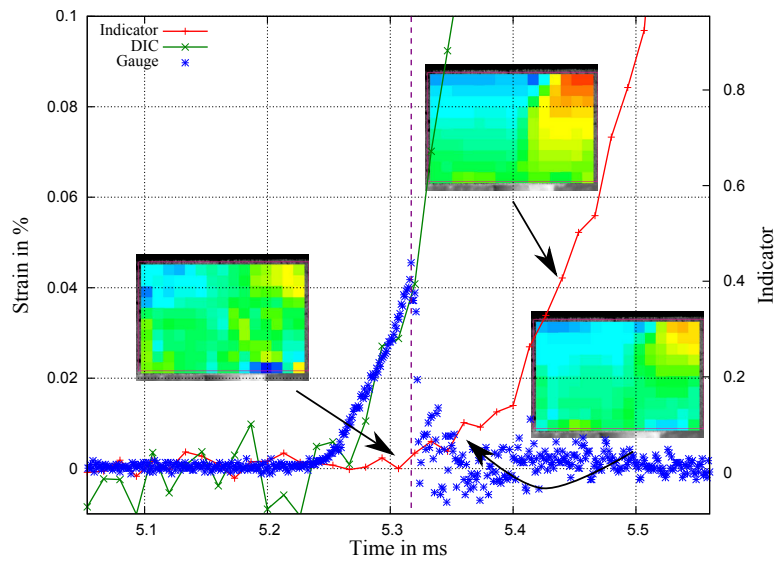 Indicator
DIC
Gauge
0.1
0.08
0.06
0.04
0.02
0
0.8
0.6
0.4
0.2
0
5.1
5.2
5.3
5.4
5.5
Strain in %
Indicator
Time in ms